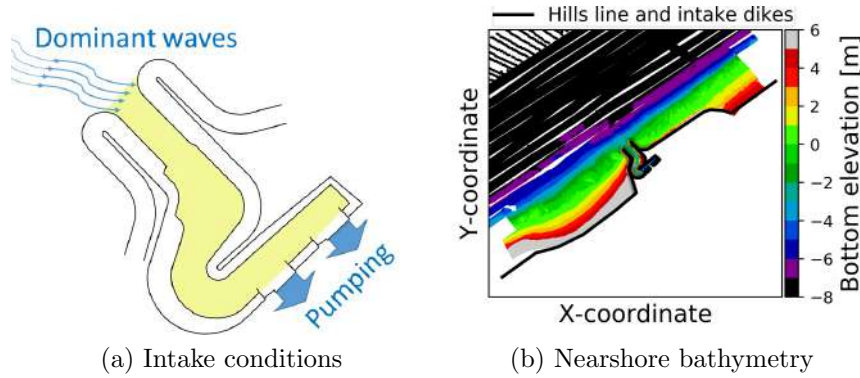 Dominant waves
Pumping
(a) Intake conditions
Hills line and intake dikes
Y-coordinate
X-coordinate
6
4
2
0
−2
−4
−6
−8
Bottom elevation [m]
(b) Nearshore bathymetry